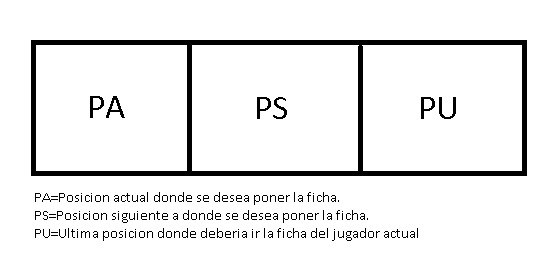 PA PS PU
PA=Posicion actual donde se desea poner la ficha.
PS=Posicion siguiente a donde se desea poner la ficha.
PU=Ultima posicion donde deberia ir la ficha del jugador actual